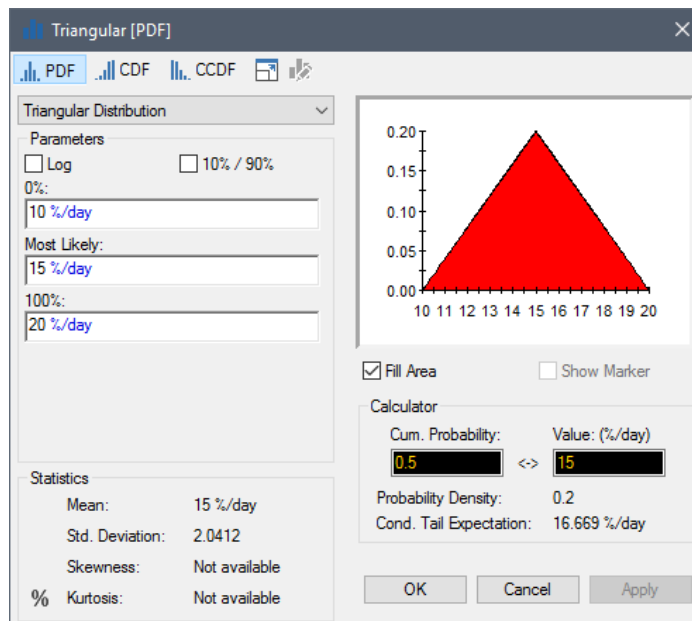 Triangular [PDF]
PDF CDF CCDF
Triangular Distribution
Parameters
Log 10% / 90%
0%:
10 %/day
Most Likely:
15 %/day
100%:
20 %/day
Statistics
Mean: 15 %/day
Std. Deviation: 2.0412
Skewness: Not available
% Kurtosis: Not available
0.20
0.15
0.10
0.05
0.00
10 11 12 13 14 15 16 17 18 19 20
Fill Area Show Marker
Calculator
Cum. Probability: Value: (%/day)
0.5 <-> 15
Probability Density: 0.2
Cond. Tail Expectation: 16.669 %/day
OK Cancel Apply